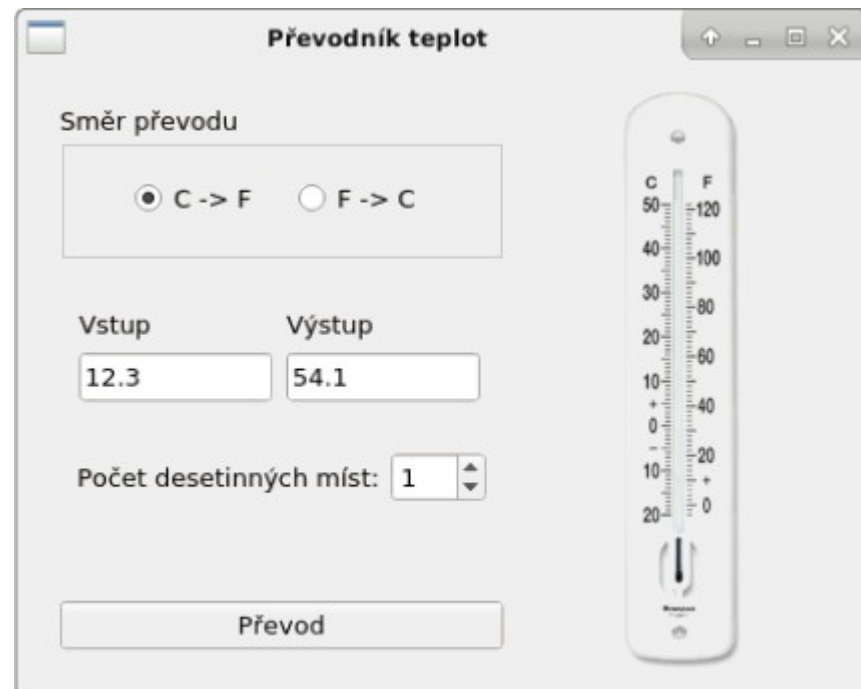 Převodník teplot
Směr převodu
C -> F
F -> C
Vstup
Výstup
12.3
54.1
Počet desetinných míst: 1
Převod
C F
50 120
40 100
30 80
20 60
10
+ 40
0
- 20
10 +
20 0